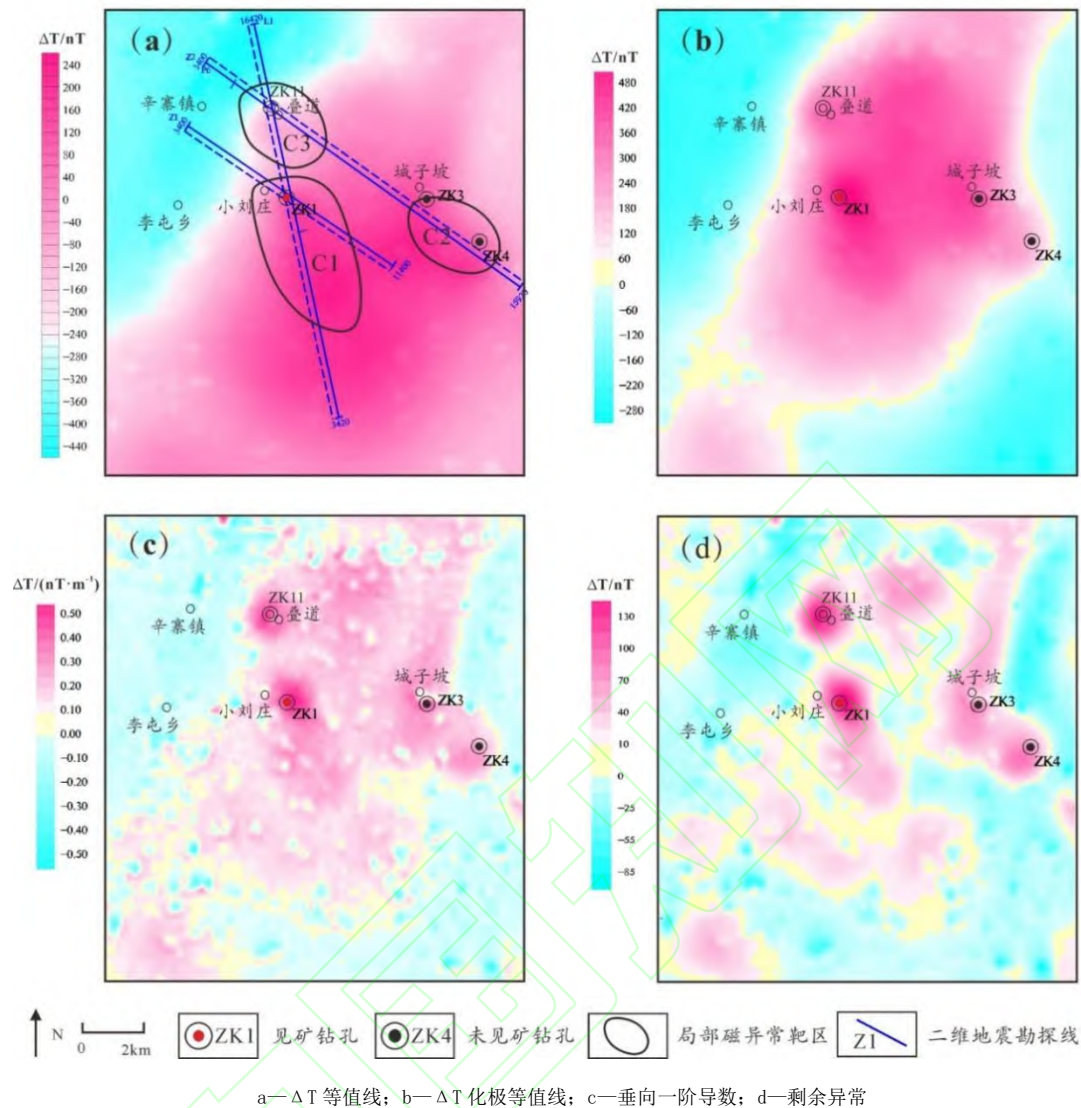 (a)
ΔT/nT
240
200
160
120
80
40
0
−40
−80
−120
−160
−200
−240
−280
−320
−360
−400
−440
16420 L1
Z2
3400
Z1
3400
辛寨镇
ZK11
叠道
C3
小刘庄
ZK1
李屯乡
城子坡
ZK3
C2
ZK4
C1
11400
3420
(b)
ΔT/nT
480
420
360
300
240
180
120
60
0
−60
−120
−160
−220
−280
辛寨镇
ZK11
叠道
小刘庄
ZK1
李屯乡
城子坡
ZK3
ZK4
(c)
ΔT/(nT·m⁻¹)
0.50
0.40
0.30
0.20
0.10
0.00
−0.10
−0.20
−0.30
−0.40
−0.50
辛寨镇
ZK11
叠道
小刘庄
ZK1
李屯乡
城子坡
ZK3
ZK4
(d)
ΔT/nT
130
100
70
40
10
0
−25
−55
−85
辛寨镇
ZK11
叠道
小刘庄
ZK1
李屯乡
城子坡
ZK3
ZK4
N
0 2km
ZK1 见矿钻孔
ZK4 未见矿钻孔
局部磁异常靶区
Z1 二维地震勘探线
a—ΔT 等值线；b—ΔT 化极等值线；c—垂向一阶导数；d—剩余异常